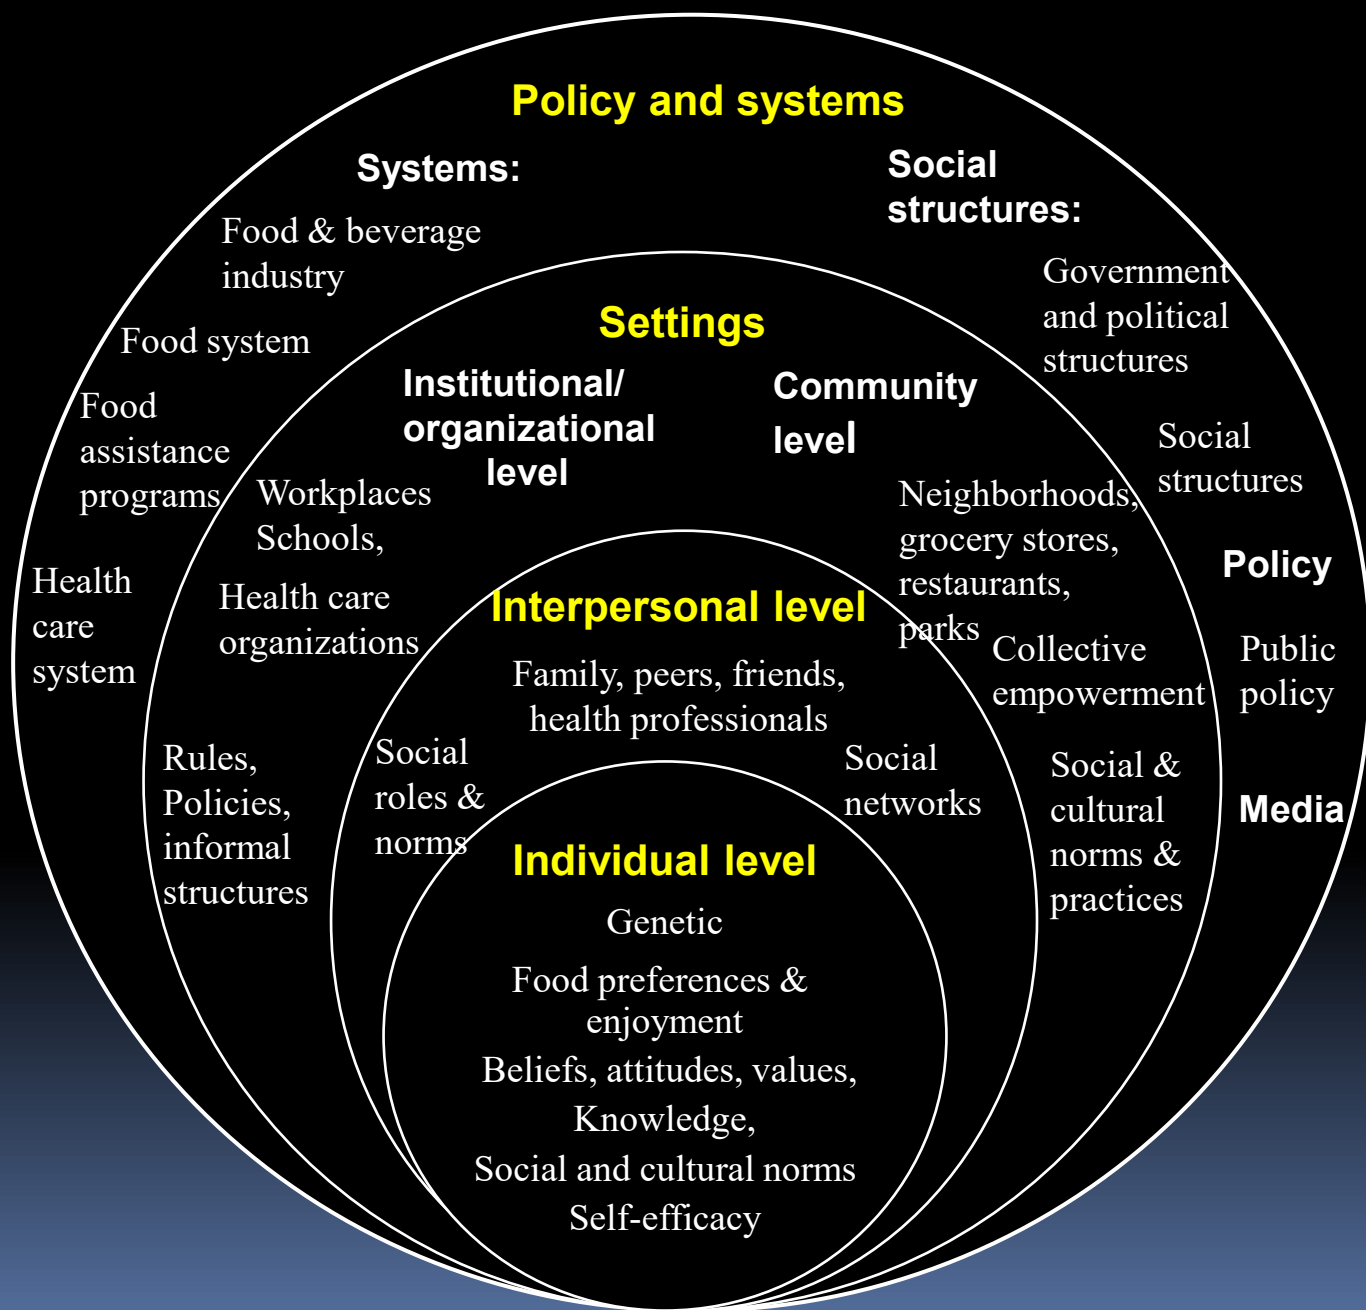 Policy and systems
Systems:
Food & beverage
industry
Food system
Food
assistance
programs
Health
care
system
Social
structures:
Government
and political
structures
Social
structures
Policy
Public
policy
Media
Settings
Institutional/
organizational
level
Workplaces
Schools,
Health care
organizations
Rules,
Policies,
informal
structures
Community
level
Neighborhoods,
grocery stores,
restaurants,
parks
Collective
empowerment
Social &
cultural
norms &
practices
Interpersonal level
Family, peers, friends,
health professionals
Social
roles &
norms
Social
networks
Individual level
Genetic
Food preferences &
enjoyment
Beliefs, attitudes, values,
Knowledge,
Social and cultural norms
Self-efficacy